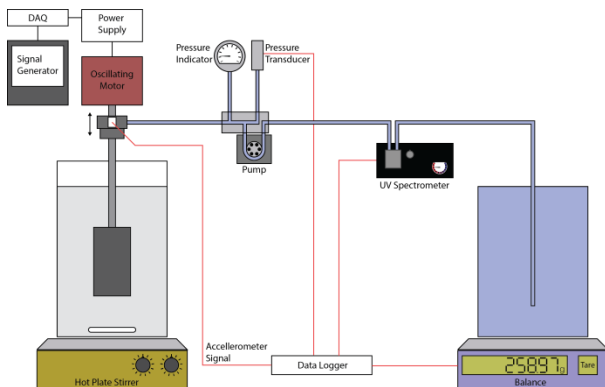 DAQ
Power
Supply
Signal
Generator
Oscillating
Motor
Pressure
Indicator
Pressure
Transducer
Pump
UV Spectrometer
Accellerometer
Signal
Data Logger
Hot Plate Stirrer
25897g
Tare
Balance